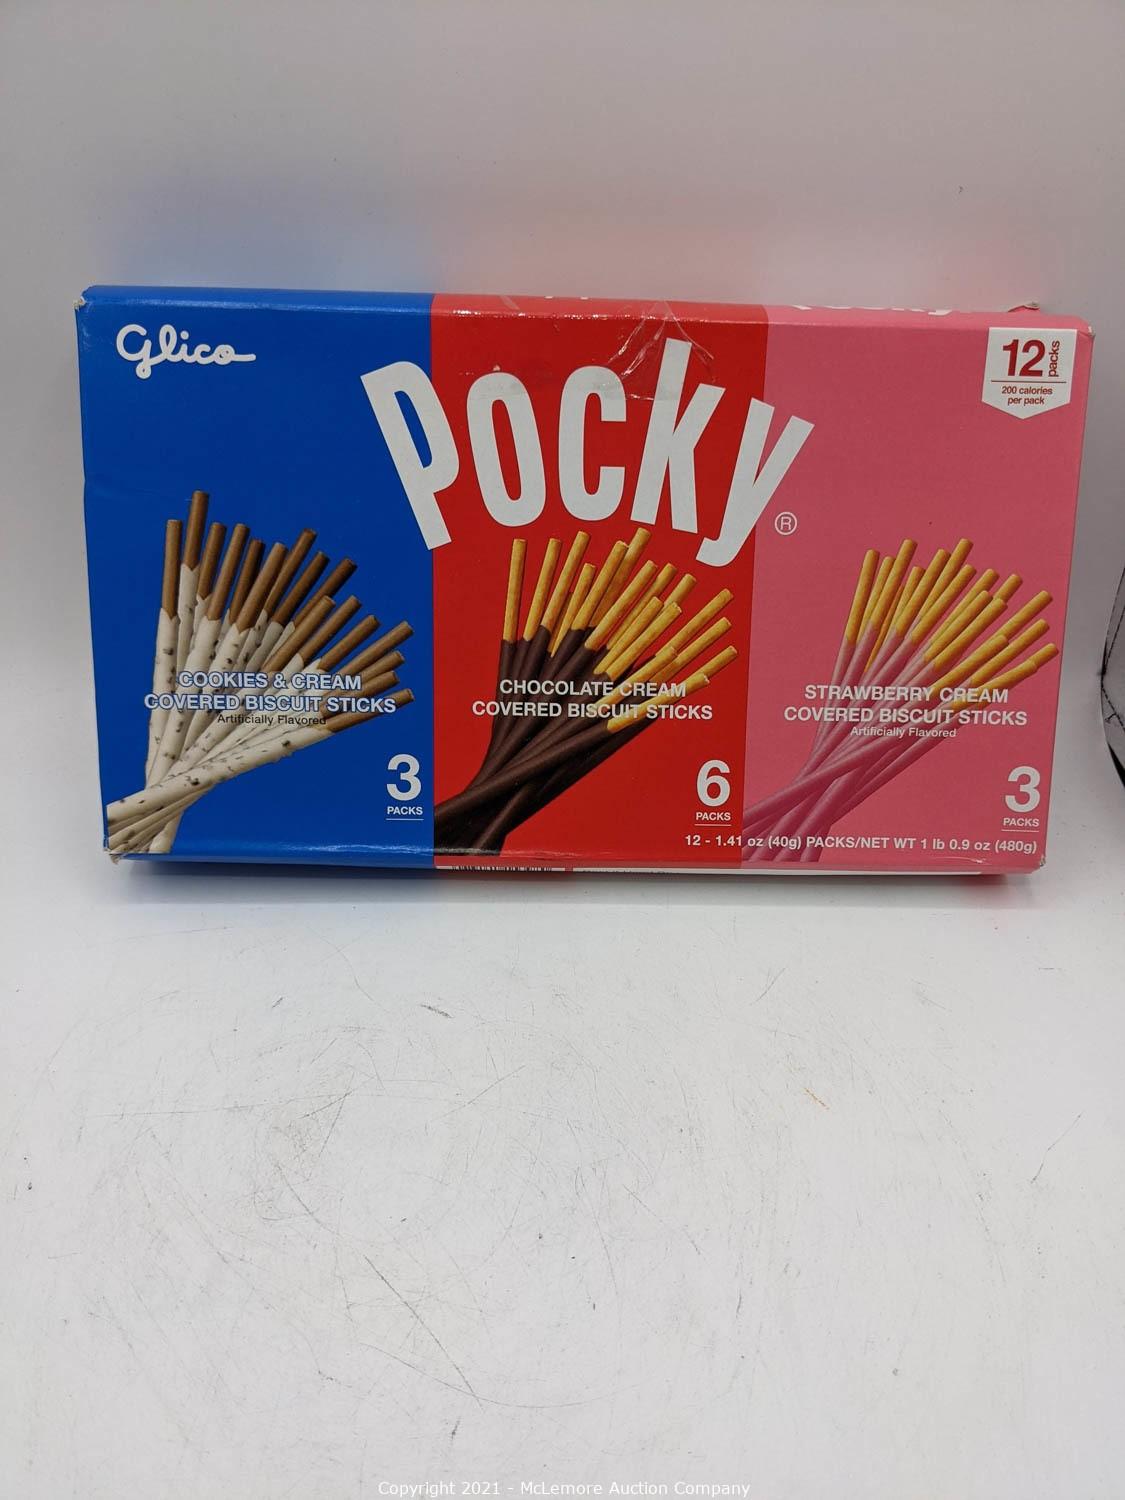 Glico
POCKY®
12 packs
200 calories
per pack
COOKIES & CREAM
COVERED BISCUIT STICKS
Artificially Flavored
3
PACKS
CHOCOLATE CREAM
COVERED BISCUIT STICKS
6
PACKS
STRAWBERRY CREAM
COVERED BISCUIT STICKS
Artificially Flavored
3
PACKS
12 - 1.41 oz (40g) PACKS/NET WT 1 lb 0.9 oz (480g)
Copyright 2021 - McLemore Auction Company